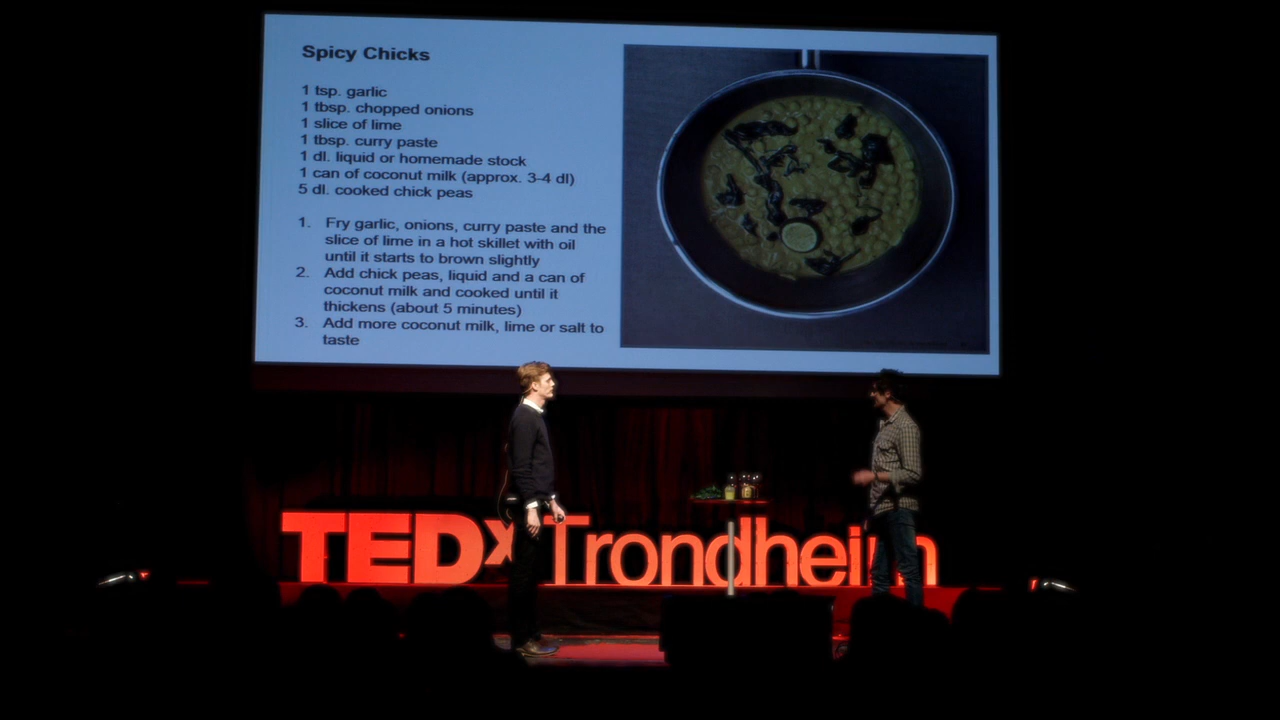 Spicy Chicks
1 tsp. garlic
1 tbsp. chopped onions
1 slice of lime
1 tbsp. curry paste
1 dl. liquid or homemade stock
1 can of coconut milk (approx. 3-4 dl)
5 dl. cooked chick peas
1. Fry garlic, onions, curry paste and the
slice of lime in a hot skillet with oil
until it starts to brown slightly
2. Add chick peas, liquid and a can of
coconut milk and cooked until it
thickens (about 5 minutes)
3. Add more coconut milk, lime or salt to
taste
TEDxTrondheim